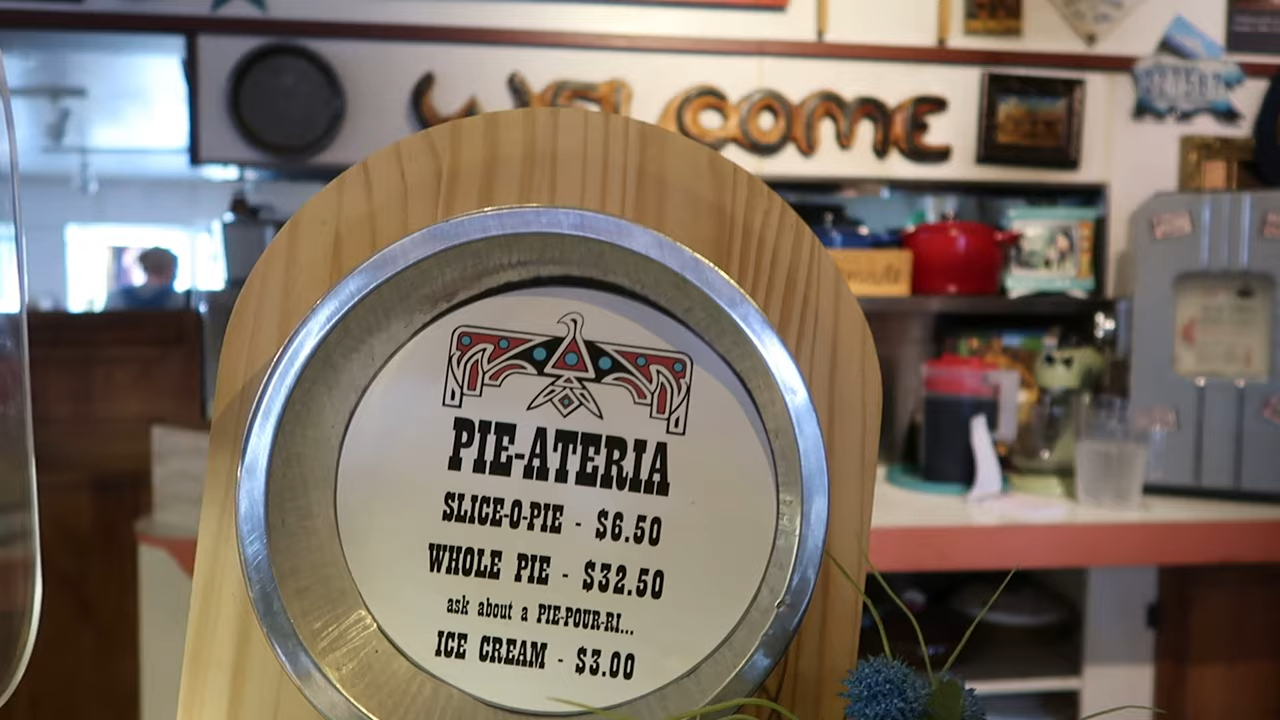 WELCOME
PIE-ATERIA
SLICE-O-PIE - $6.50
WHOLE PIE - $32.50
ask about a PIE-POUR-RI...
ICE CREAM - $3.00